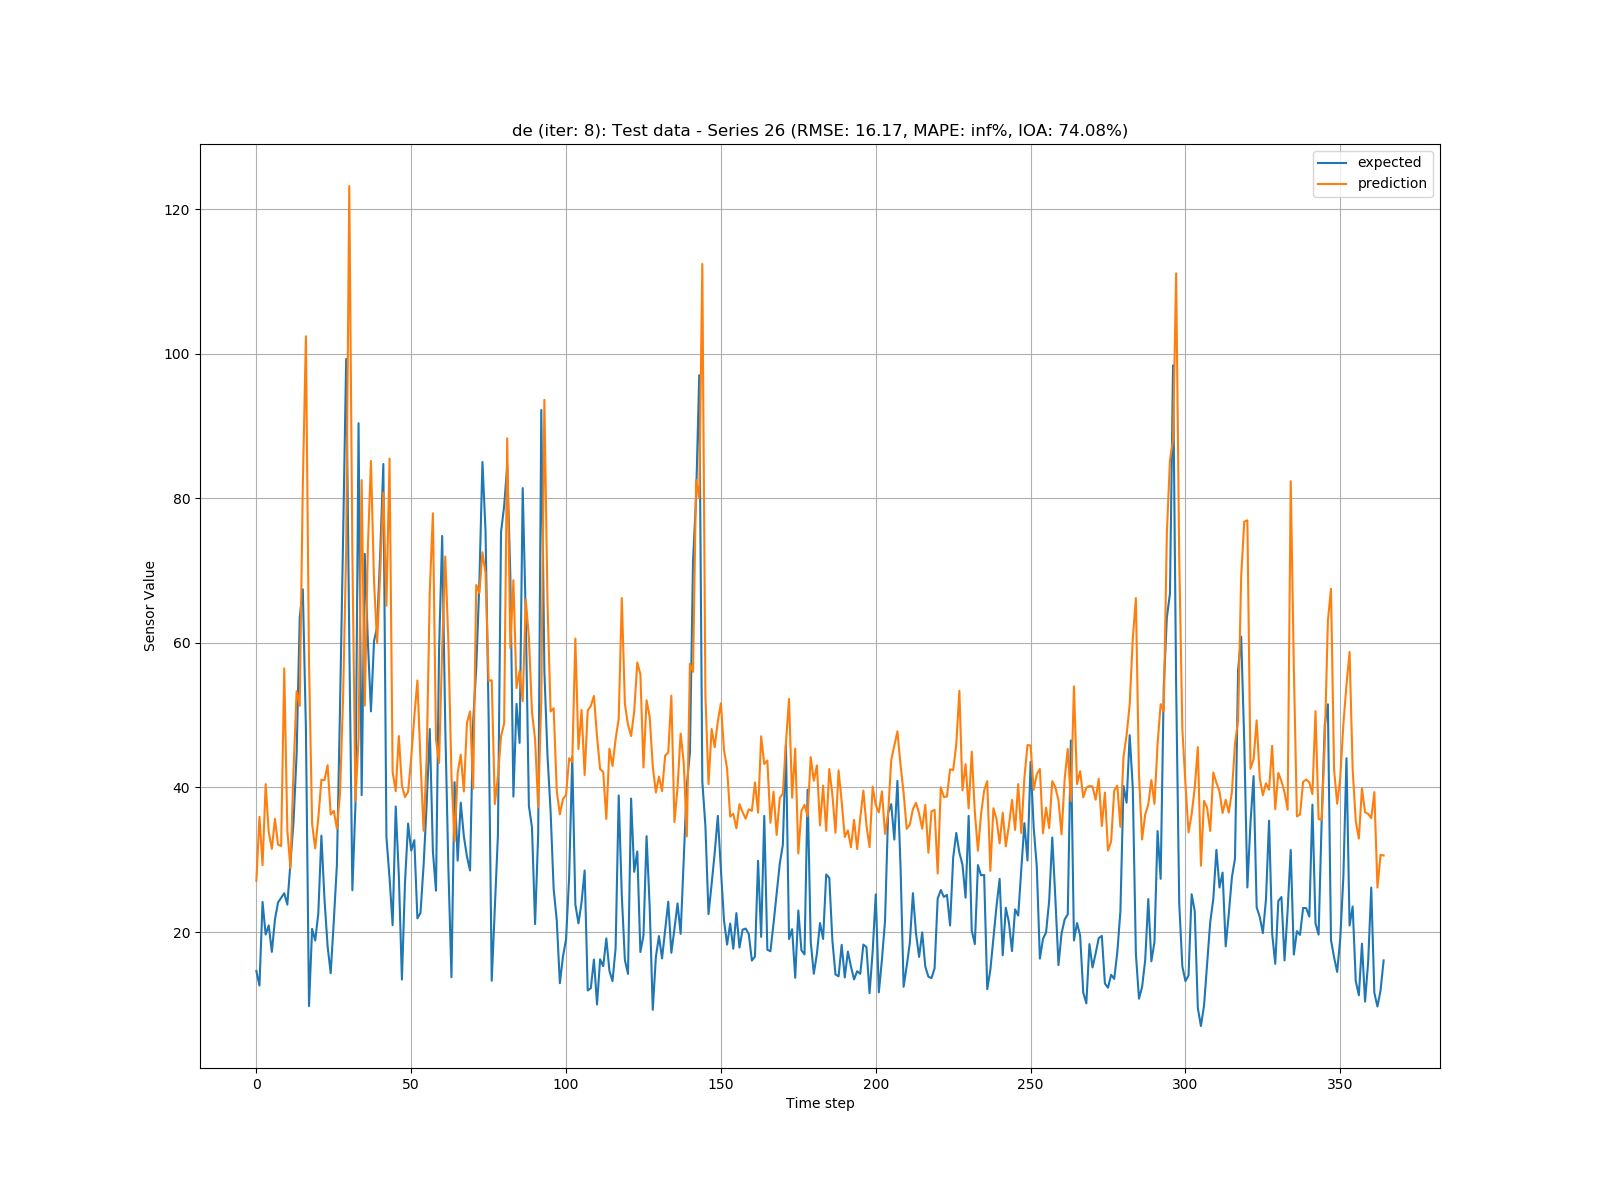 de (iter: 8): Test data - Series 26 (RMSE: 16.17, MAPE: inf%, IOA: 74.08%)
expected
prediction
120
100
80
60
40
20
Sensor Value
0 50 100 150 200 250 300 350
Time step